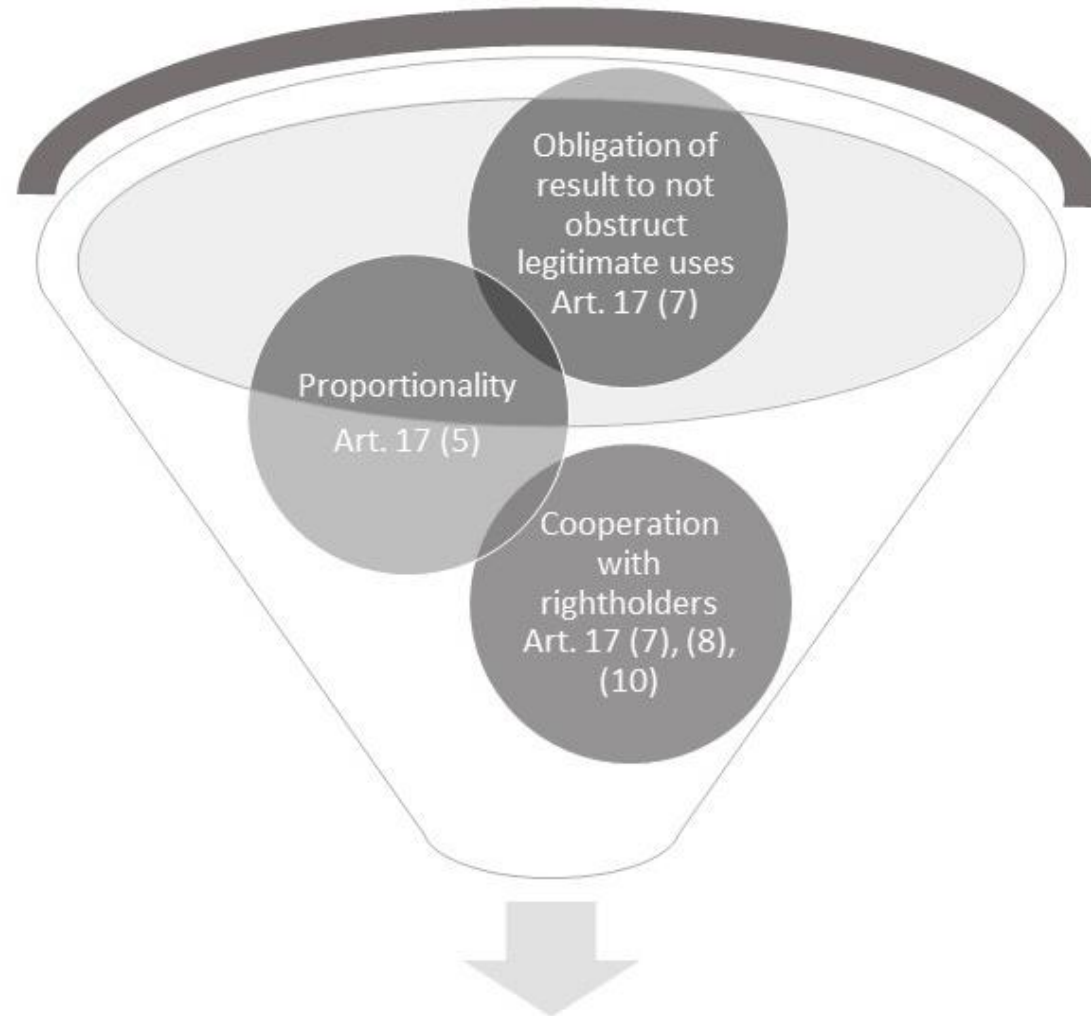 Obligation of
result to not
obstruct
legitimate uses
Art. 17 (7)
Proportionality
Art. 17 (5)
Cooperation
with
rightholders
Art. 17 (7), (8),
(10)